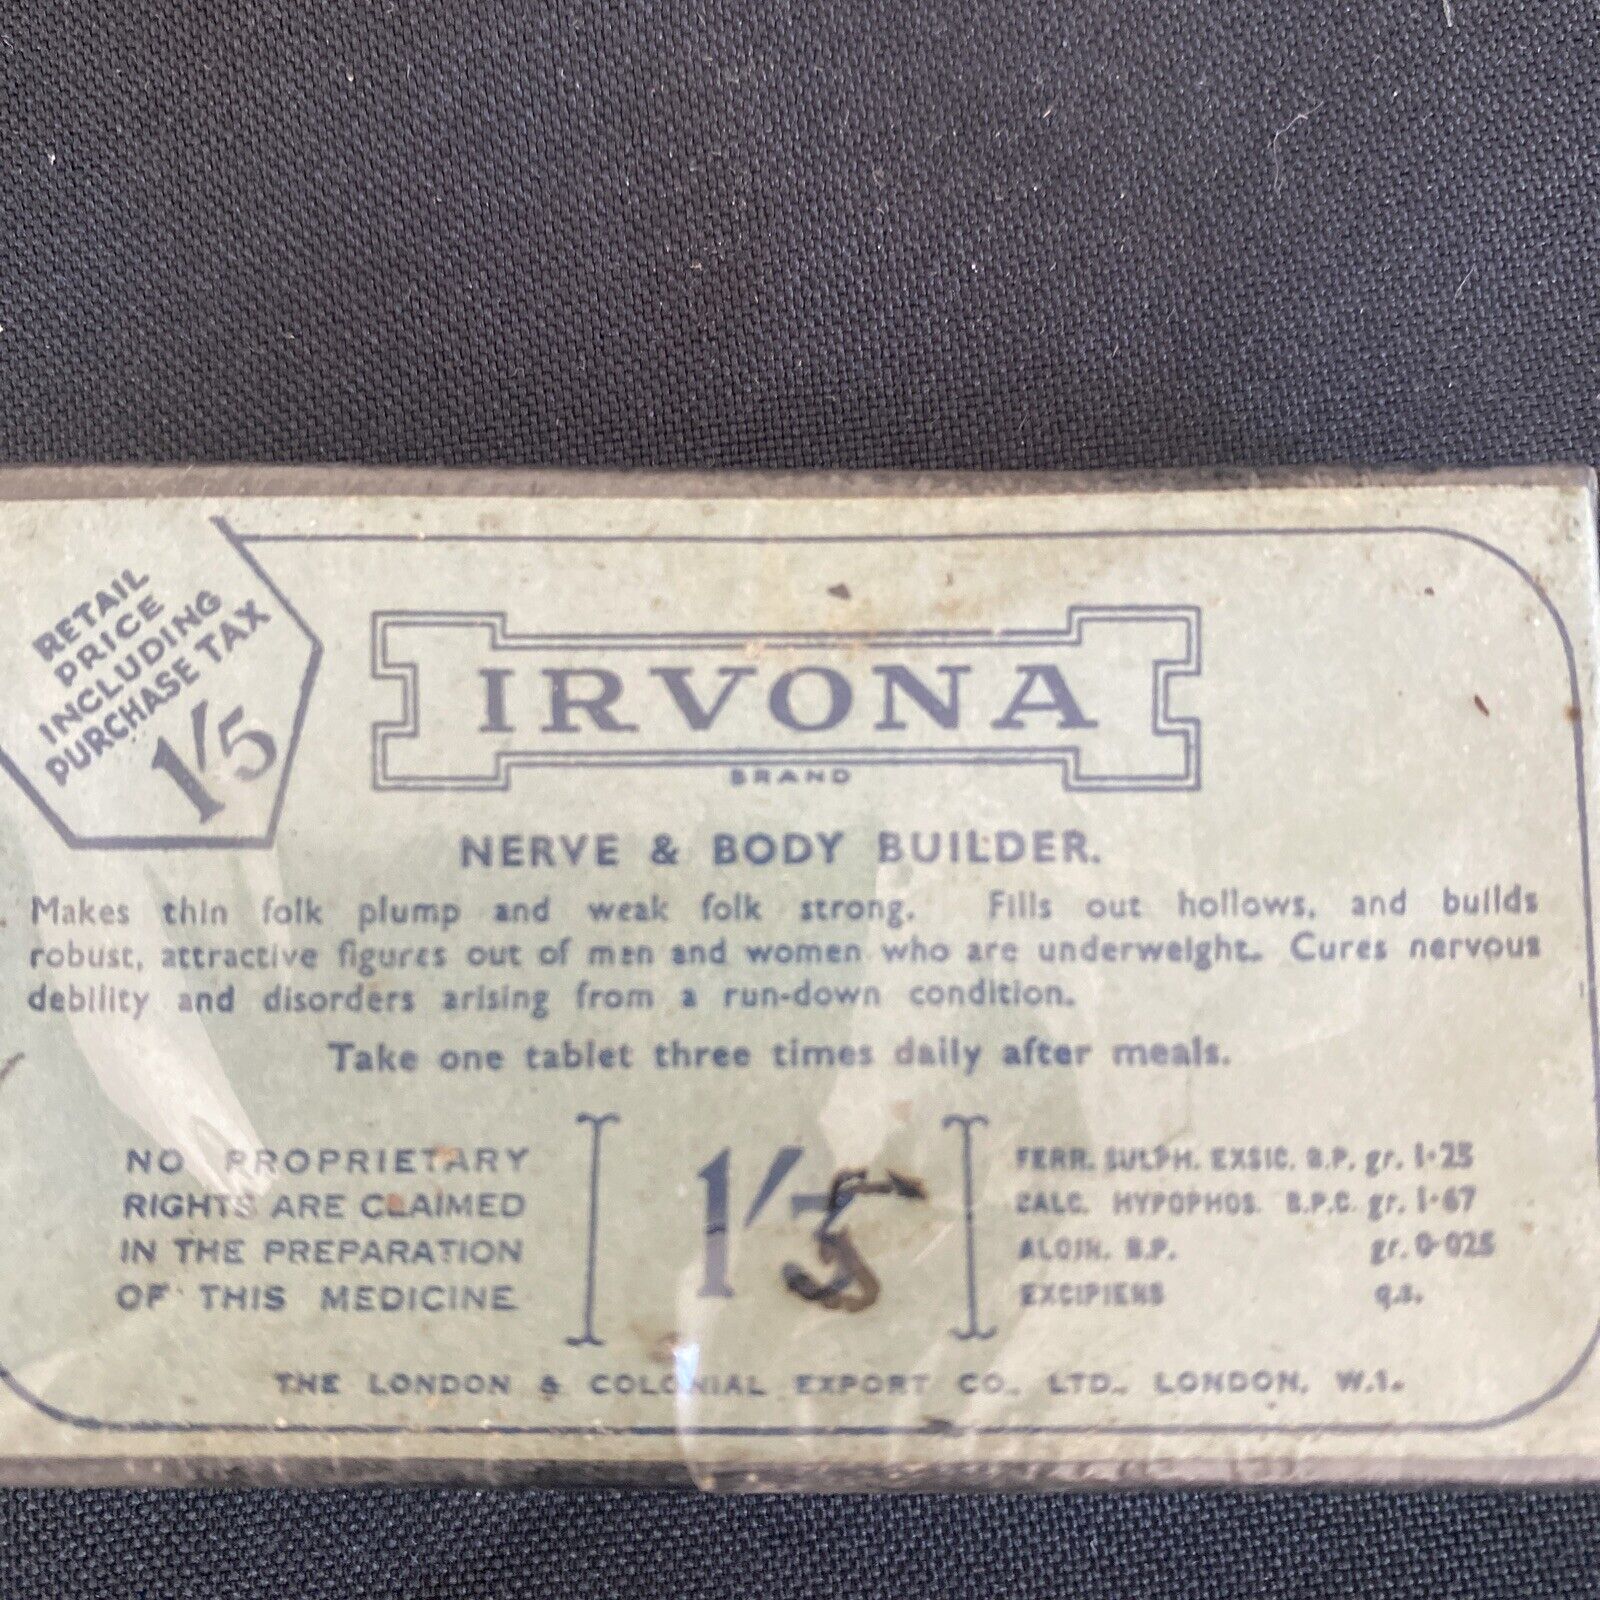 RETAIL
PRICE
INCLUDING
PURCHASE TAX
1/5
IRVONA
BRAND
NERVE & BODY BUILDER.
Makes thin folk plump and weak folk strong. Fills out hollows, and builds
robust, attractive figures out of men and women who are underweight. Cures nervous
debility and disorders arising from a run-down condition.
Take one tablet three times daily after meals.
NO PROPRIETARY
RIGHTS ARE CLAIMED
IN THE PREPARATION
OF THIS MEDICINE
1/5
FERR. SULPH. EXSIC. B.P. gr. 1·25
CALC. HYPOPHOS. B.P.C. gr. 1·67
ALOIN. B.P. gr. 0·025
EXCIPIENS q.s.
THE LONDON & COLONIAL EXPORT CO., LTD., LONDON, W.1.